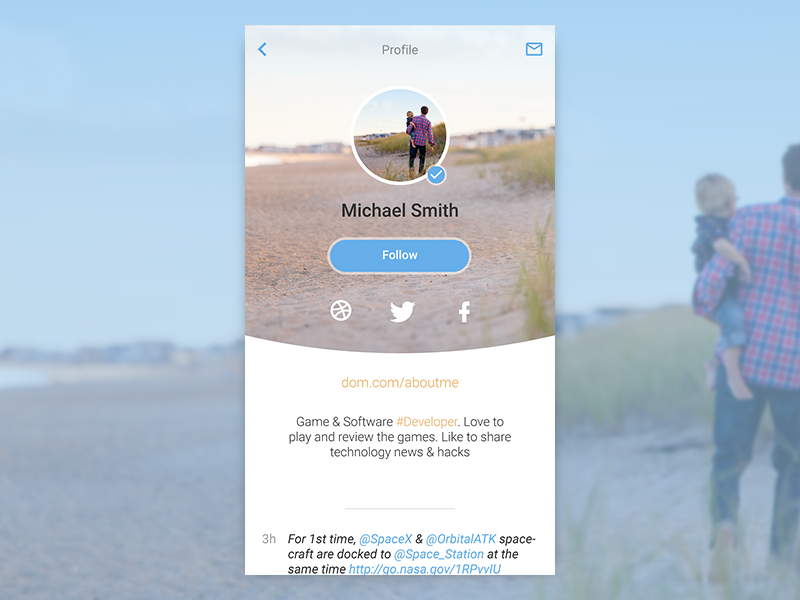 Profile
Michael Smith
Follow
dom.com/aboutme
Game & Software #Developer. Love to
play and review the games. Like to share
technology news & hacks
3h For 1st time, @SpaceX & @OrbitalATK space-
craft are docked to @Space_Station at the
same time http://go.nasa.gov/1RPvvIU